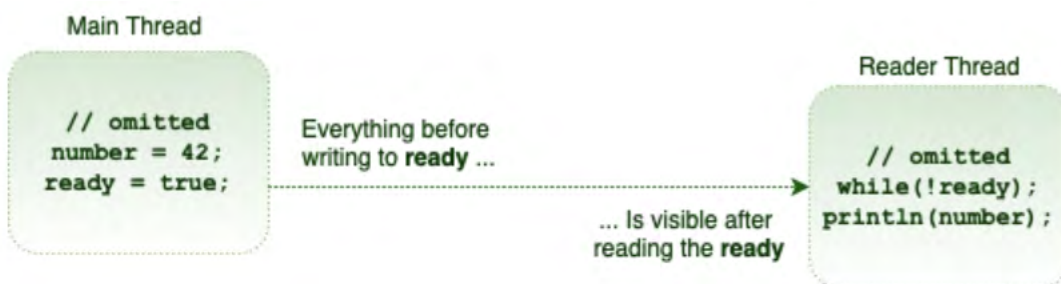 Main Thread
// omitted
number = 42;
ready = true;
Everything before
writing to ready ...
... Is visible after
reading the ready
Reader Thread
// omitted
while(!ready);
println(number);